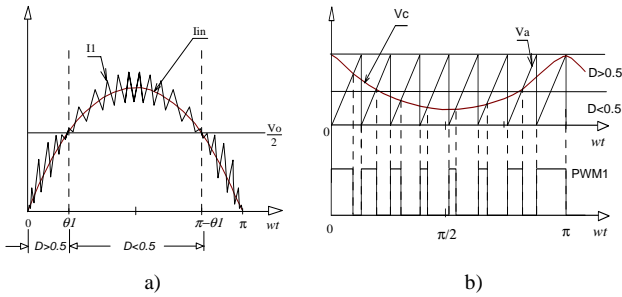 I1
Iin
Vo
2
0
θ1
π−θ1
π
wt
D>0.5
D<0.5
a)
b)
Vc
Va
D>0.5
D<0.5
0
wt
PWM1
0
π/2
π
wt